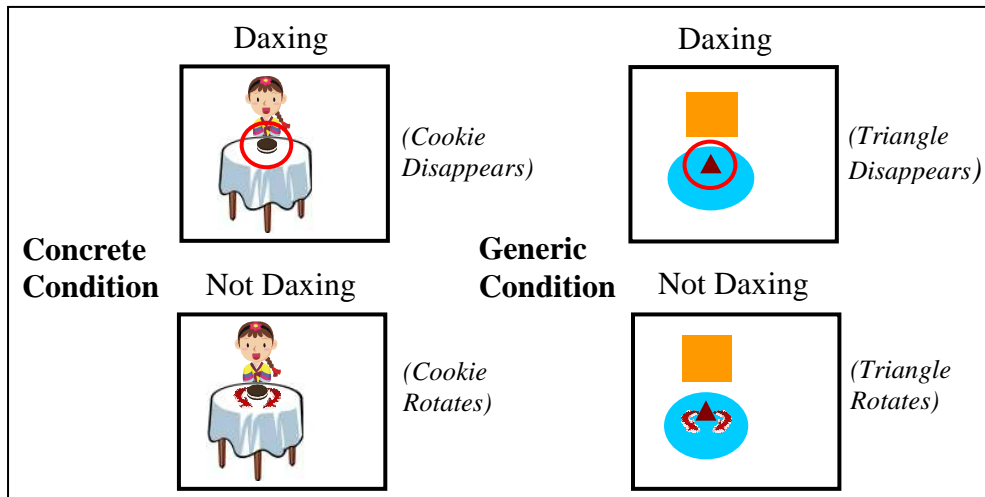 Daxing
Daxing
(Cookie
Disappears)
(Triangle
Disappears)
Concrete
Condition
Generic
Condition
Not Daxing
Not Daxing
(Cookie
Rotates)
(Triangle
Rotates)